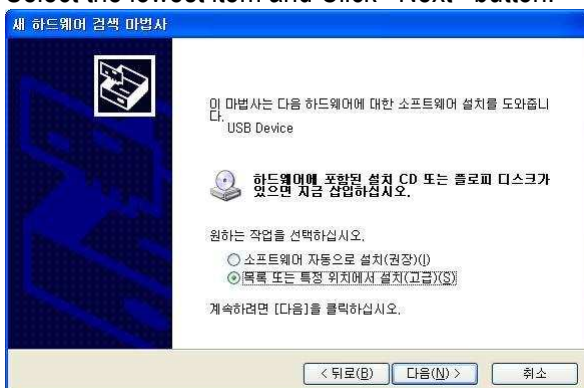 Select the lowest item and Click "Next" button.
새 하드웨어 검색 마법사
이 마법사는 다음 하드웨어에 대한 소프트웨어 설치를 도와줍니
다.
USB Device
하드웨어에 포함된 설치 CD 또는 플로피 디스크가
있으면 지금 삽입하십시오.
원하는 작업을 선택하십시오.
소프트웨어 자동으로 설치(권장)(I)
목록 또는 특정 위치에서 설치(고급)(S)
계속하려면 [다음]을 클릭하십시오.
< 뒤로(B) 다음(N) > 취소